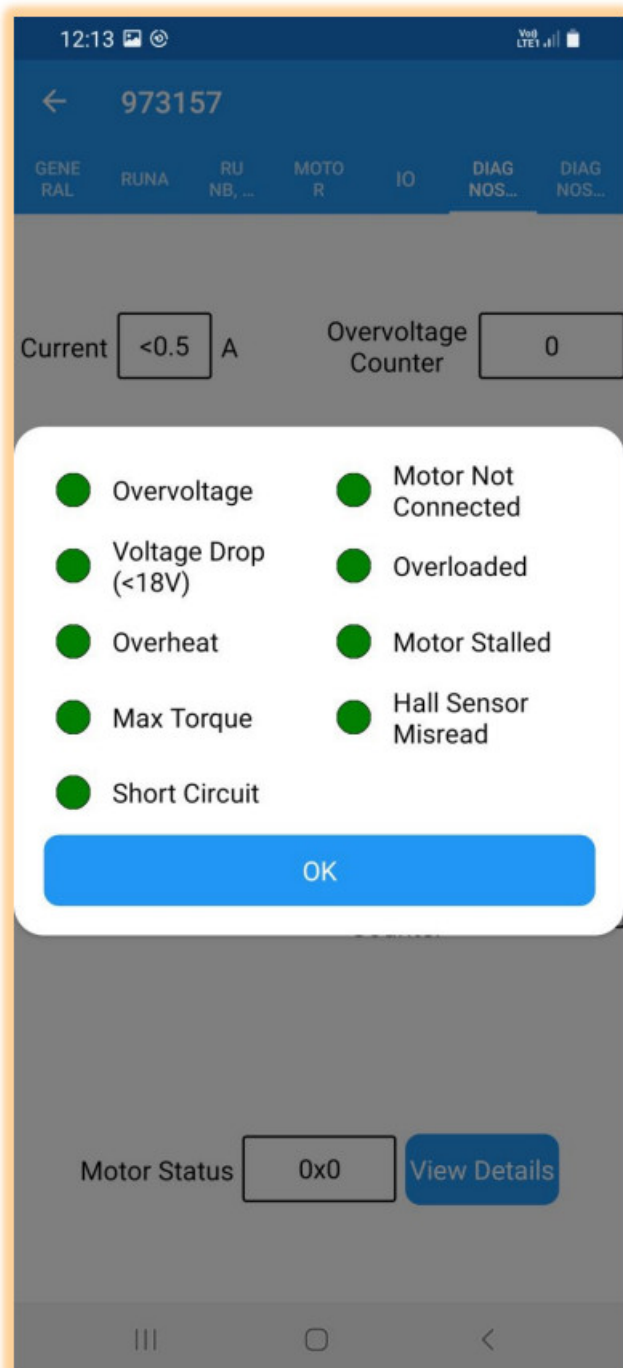 12:13
Vo)) LTE1
973157
GENE
RAL
RUNA
RU
NB, ...
MOTO
R
IO
DIAG
NOS...
DIAG
NOS...
Current
<0.5
A
Overvoltage
Counter
0
Overvoltage
Motor Not
Connected
Voltage Drop
(<18V)
Overloaded
Overheat
Motor Stalled
Max Torque
Hall Sensor
Misread
Short Circuit
OK
Motor Status
0x0
View Details